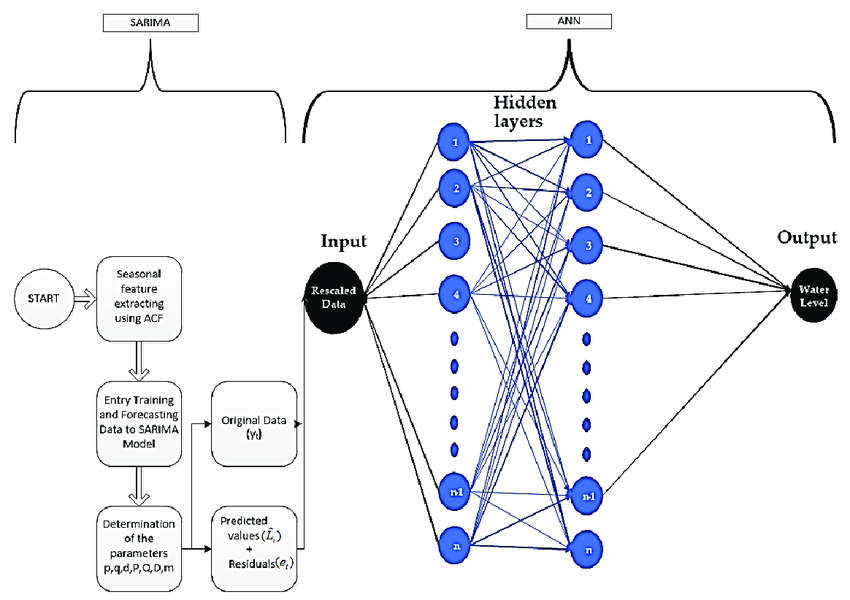 SARIMA
ANN
Hidden
layers
1
2
3
4
n-1
n
1
2
3
4
n-1
n
Input
Rescaled
Data
Output
Water
Level
START
Seasonal
feature
extracting
using ACF
Entry Training
and Forecasting
Data to SARIMA
Model
Original Data
(yₜ)
Determination
of the
parameters
p,q,d,P,Q,D,m
Predicted
values(L̂ₜ)
+
Residuals(eₜ)